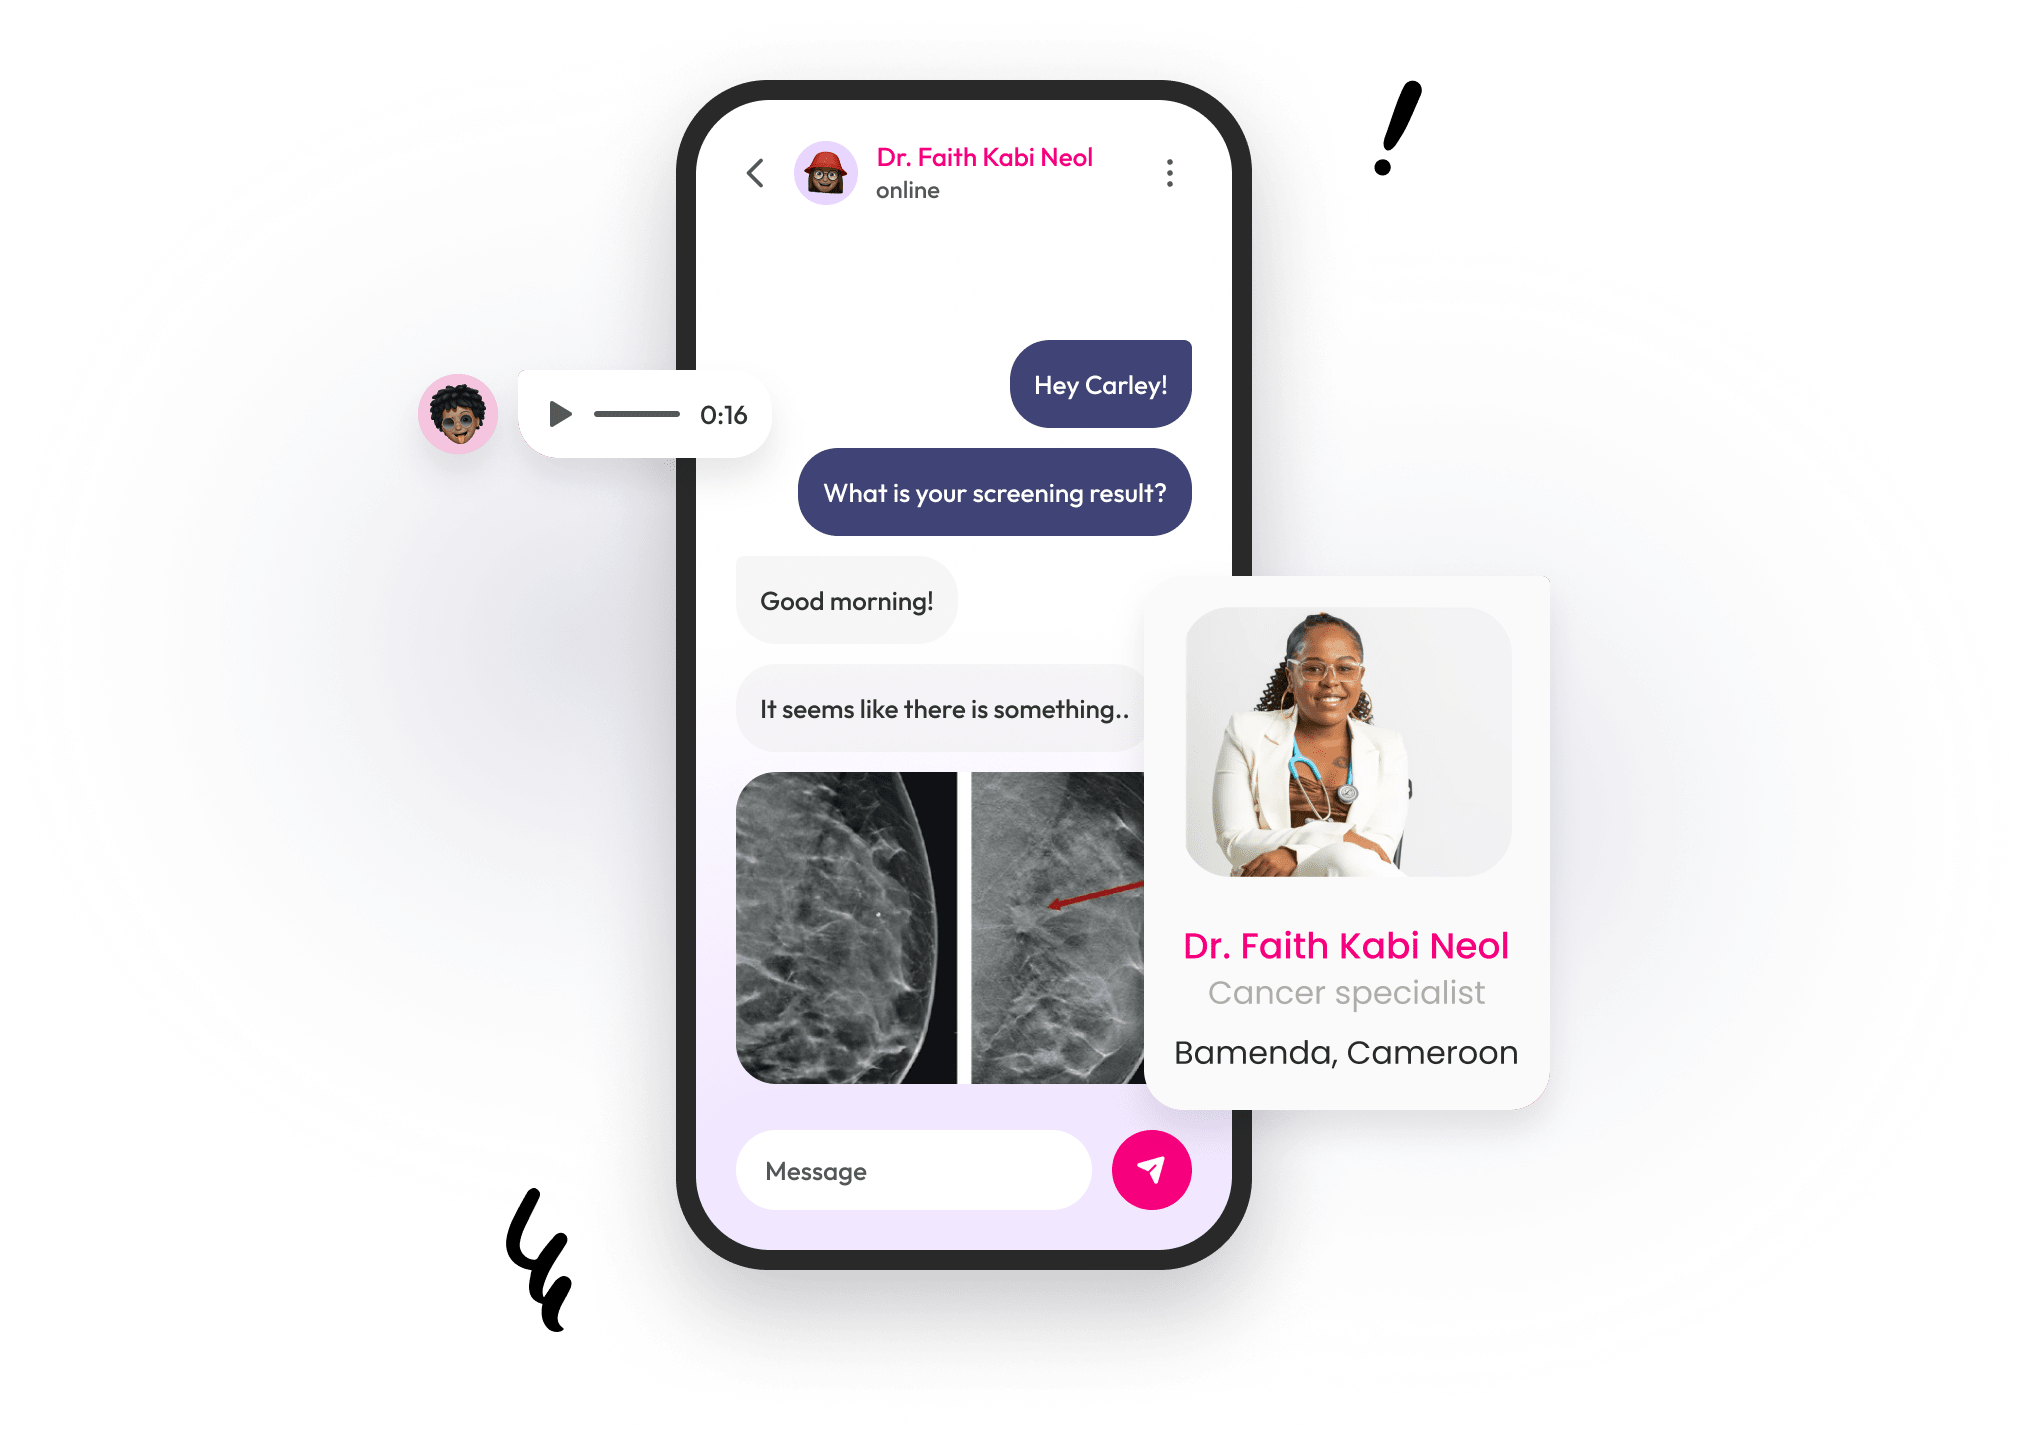 Dr. Faith Kabi Neol
online
Hey Carley!
0:16
What is your screening result?
Good morning!
It seems like there is something..
Dr. Faith Kabi Neol
Cancer specialist
Bamenda, Cameroon
Message